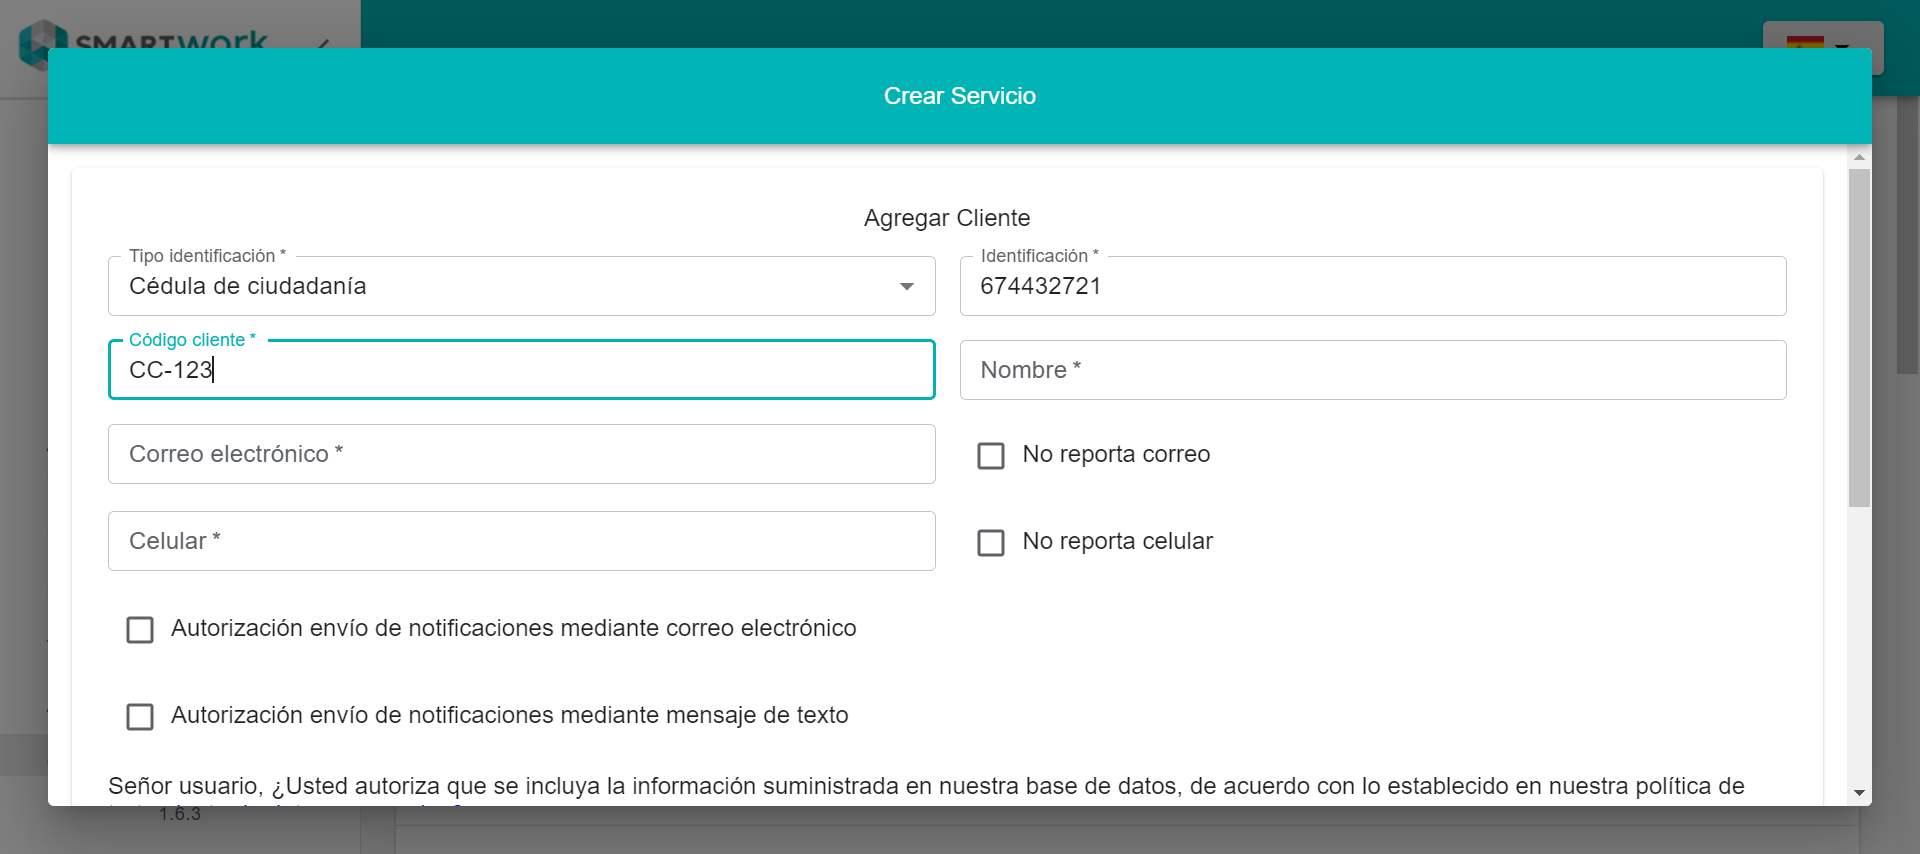 SMARTWORK
Crear Servicio
Agregar Cliente
Tipo identificación *
Cédula de ciudadanía
Identificación *
674432721
Código cliente *
CC-123
Nombre *
Correo electrónico *
No reporta correo
Celular *
No reporta celular
Autorización envío de notificaciones mediante correo electrónico
Autorización envío de notificaciones mediante mensaje de texto
Señor usuario, ¿Usted autoriza que se incluya la información suministrada en nuestra base de datos, de acuerdo con lo establecido en nuestra política de
1.6.3